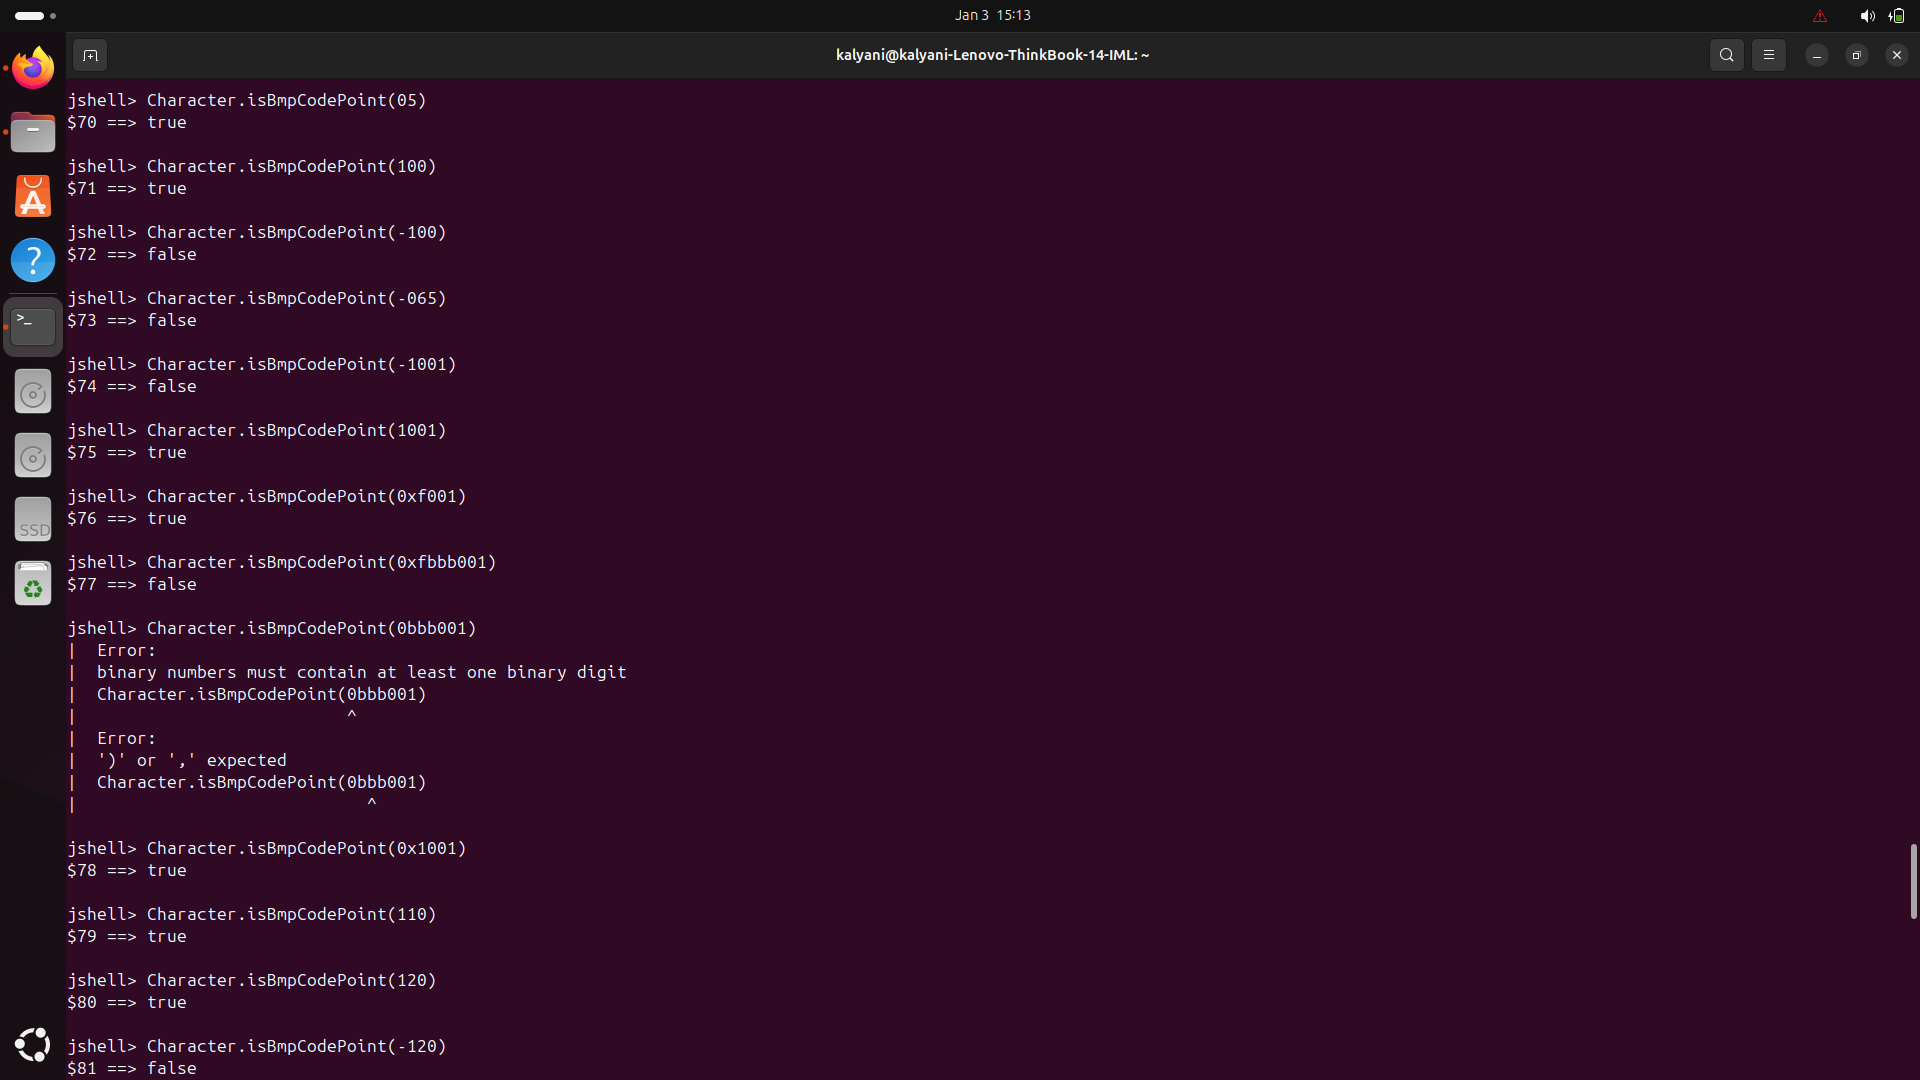 Jan 3 15:13
kalyani@kalyani-Lenovo-ThinkBook-14-IML: ~
jshell> Character.isBmpCodePoint(05)
$70 ==> true
jshell> Character.isBmpCodePoint(100)
$71 ==> true
jshell> Character.isBmpCodePoint(-100)
$72 ==> false
jshell> Character.isBmpCodePoint(-065)
$73 ==> false
jshell> Character.isBmpCodePoint(-1001)
$74 ==> false
jshell> Character.isBmpCodePoint(1001)
$75 ==> true
jshell> Character.isBmpCodePoint(0xf001)
$76 ==> true
jshell> Character.isBmpCodePoint(0xfbbb001)
$77 ==> false
jshell> Character.isBmpCodePoint(0bbb001)
|  Error:
|  binary numbers must contain at least one binary digit
|  Character.isBmpCodePoint(0bbb001)
|                           ^
|  Error:
|  ')' or ',' expected
|  Character.isBmpCodePoint(0bbb001)
|                             ^
jshell> Character.isBmpCodePoint(0x1001)
$78 ==> true
jshell> Character.isBmpCodePoint(110)
$79 ==> true
jshell> Character.isBmpCodePoint(120)
$80 ==> true
jshell> Character.isBmpCodePoint(-120)
$81 ==> false
SSD